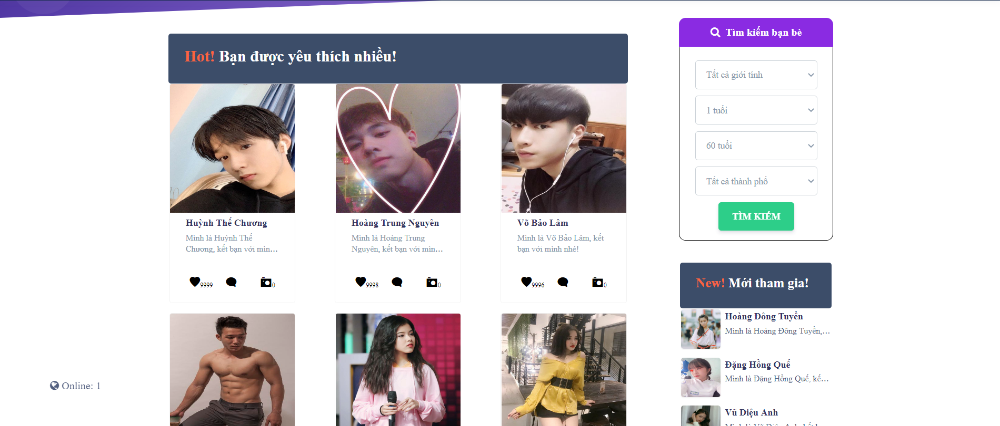 Hot! Bạn được yêu thích nhiều!
Huỳnh Thế Chương
Mình là Huỳnh Thế
Chương, kết bạn với mìn...
9999
0
Hoàng Trung Nguyên
Mình là Hoàng Trung
Nguyên, kết bạn với mìn...
9998
0
Võ Bảo Lâm
Mình là Võ Bảo Lâm, kết
bạn với mình nhé!
9996
0
Online: 1
Tìm kiếm bạn bè
Tất cả giới tính
1 tuổi
60 tuổi
Tất cả thành phố
TÌM KIẾM
New! Mới tham gia!
Hoàng Đông Tuyền
Mình là Hoàng Đông Tuyền,...
Đặng Hồng Quế
Mình là Đặng Hồng Quế, kế...
Vũ Diệu Anh